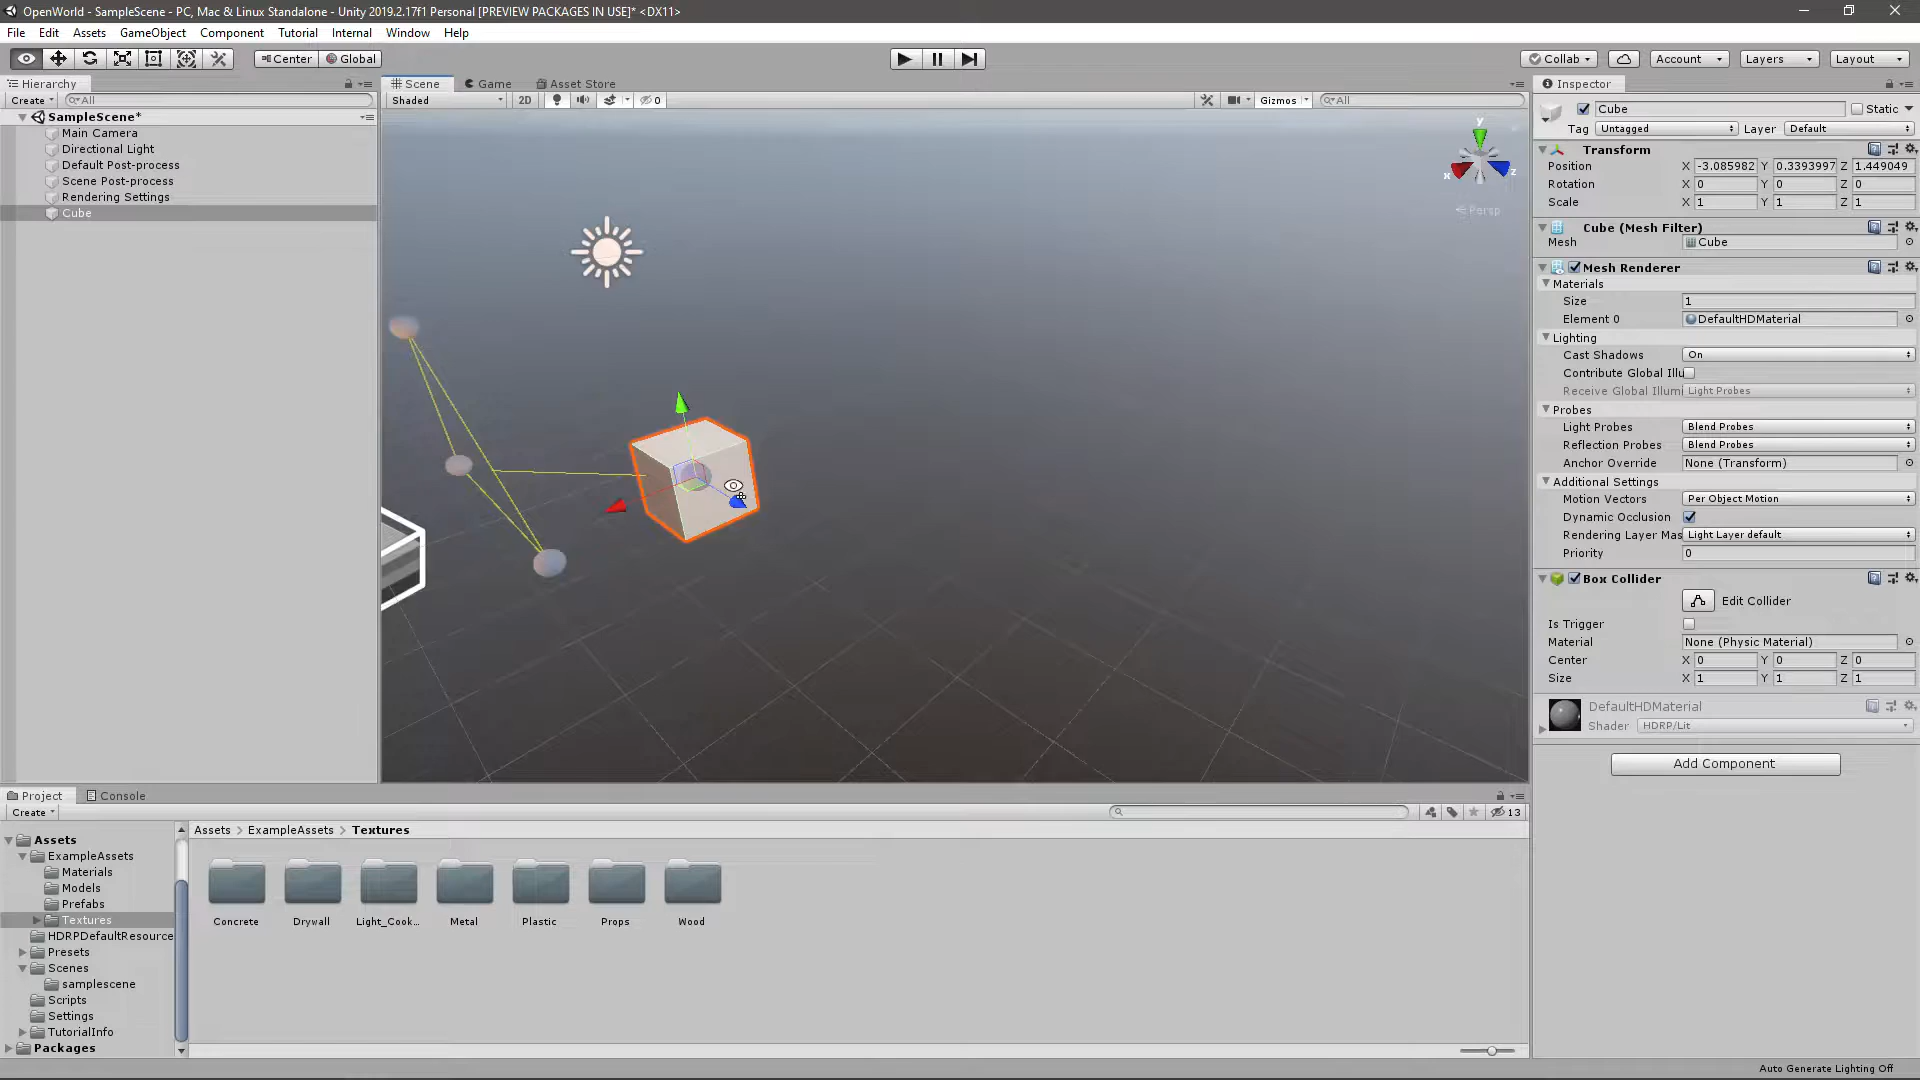 OpenWorld - SampleScene - PC, Mac & Linux Standalone - Unity 2019.2.17f1 Personal [PREVIEW PACKAGES IN USE]* <DX11>
File Edit Assets GameObject Component Tutorial Internal Window Help
Center Global Collab Account Layers Layout
Hierarchy
Create All
SampleScene*
Main Camera
Directional Light
Default Post-process
Scene Post-process
Rendering Settings
Cube
Scene Game Asset Store
Shaded 2D 0 Gizmos All
y
x z
Persp
Inspector
Cube Static
Tag Untagged Layer Default
Transform
Position X -3.085982 Y 0.3393997 Z 1.449049
Rotation X 0 Y 0 Z 0
Scale X 1 Y 1 Z 1
Cube (Mesh Filter)
Mesh Cube
Mesh Renderer
Materials
Size 1
Element 0 DefaultHDMaterial
Lighting
Cast Shadows On
Contribute Global Illu
Receive Global Illumi Light Probes
Probes
Light Probes Blend Probes
Reflection Probes Blend Probes
Anchor Override None (Transform)
Additional Settings
Motion Vectors Per Object Motion
Dynamic Occlusion
Rendering Layer Mas Light Layer default
Priority 0
Box Collider
Edit Collider
Is Trigger
Material None (Physic Material)
Center X 0 Y 0 Z 0
Size X 1 Y 1 Z 1
DefaultHDMaterial
Shader HDRP/Lit
Add Component
Project Console
Create 13
Assets
ExampleAssets
Materials
Models
Prefabs
Textures
HDRPDefaultResource
Presets
Scenes
samplescene
Scripts
Settings
TutorialInfo
Packages
Assets > ExampleAssets > Textures
Concrete Drywall Light_Cook... Metal Plastic Props Wood
Auto Generate Lighting Off